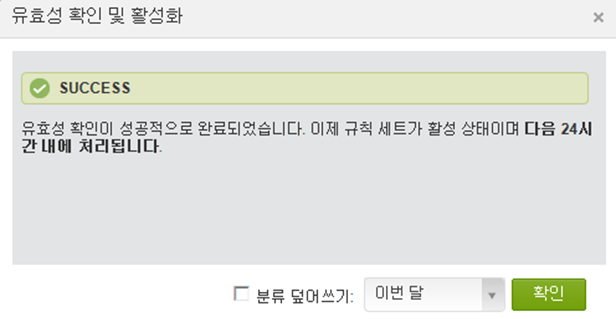 유효성 확인 및 활성화
SUCCESS
유효성 확인이 성공적으로 완료되었습니다. 이제 규칙 세트가 활성 상태이며 다음 24시
간 내에 처리됩니다.
분류 덮어쓰기: 이번 달 확인